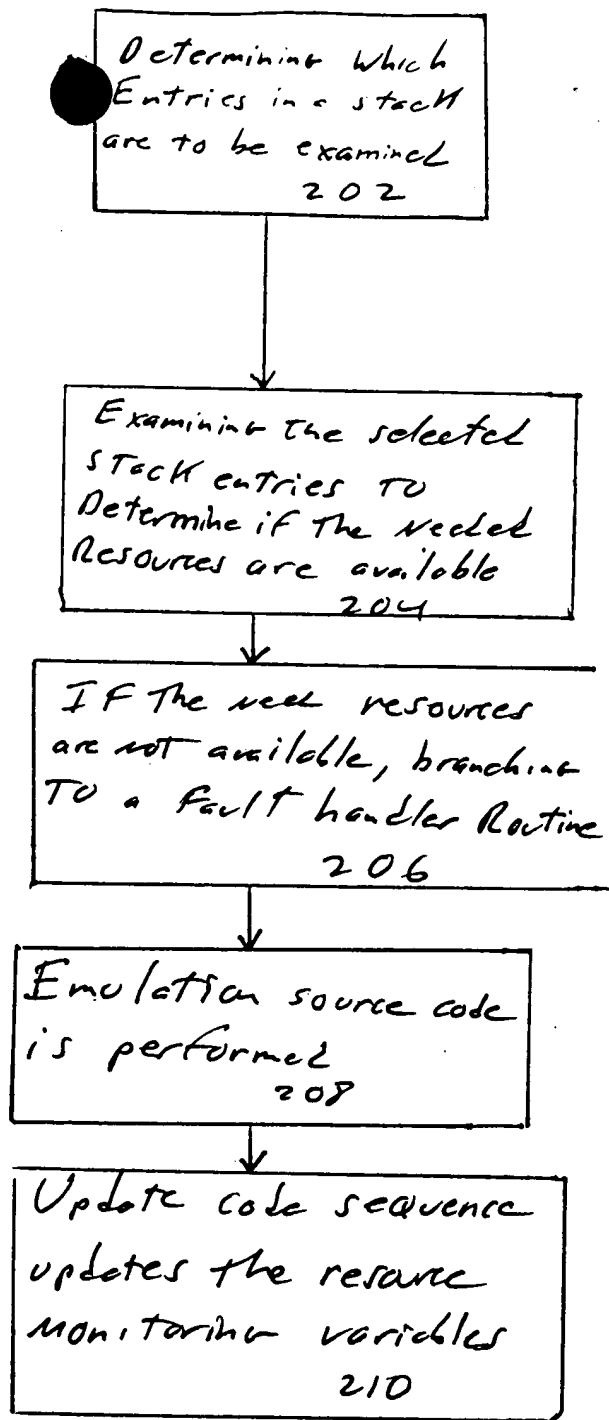 Determining which
Entries in a stack
are to be examined
202
Examining the selected
stack entries to
Determine if the needed
Resources are available
204
If the need resources
are not available, branching
to a fault handler Routine
206
Emulation source code
is performed
208
Update code sequence
updates the resource
monitoring variables
210